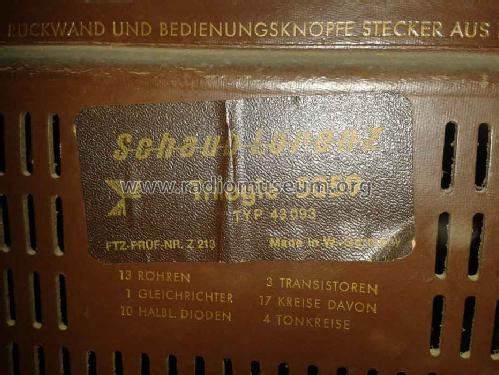 RÜCKWAND UND BEDIENUNGSKNÖPFE STECKER AUS
Schaub-Lorenz
www.radiomuseum.org
TYP 43093
FTZ-PRÜF-NR. Z 213 Made in W.-Germany
13 RÖHREN 3 TRANSISTOREN
1 GLEICHRICHTER 17 KREISE DAVON
10 HALBL. DIODEN 4 TONKREISE